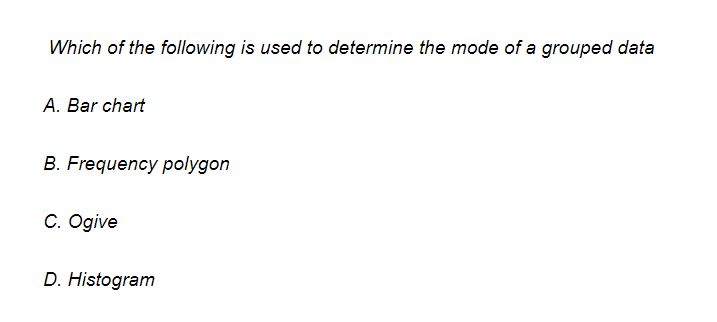 Which of the following is used to determine the mode of a grouped data
A. Bar chart
B. Frequency polygon
C. Ogive
D. Histogram